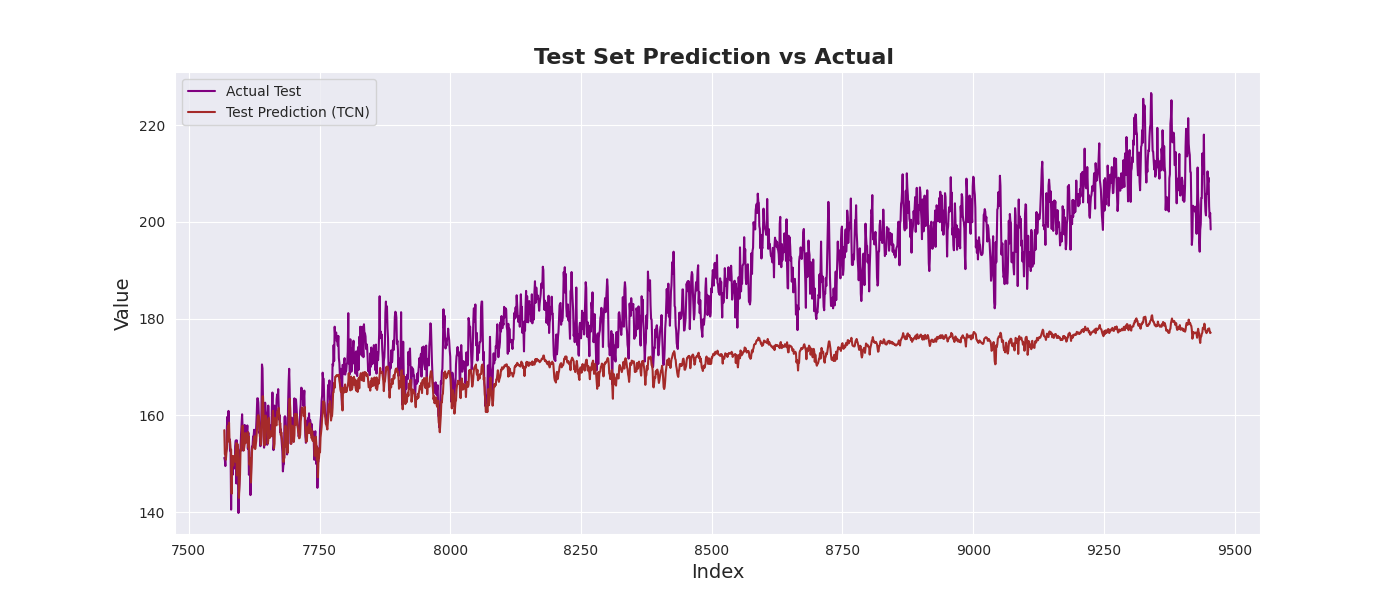 Test Set Prediction vs Actual
Actual Test
Test Prediction (TCN)
Value
220
200
180
160
140
7500 7750 8000 8250 8500 8750 9000 9250 9500
Index